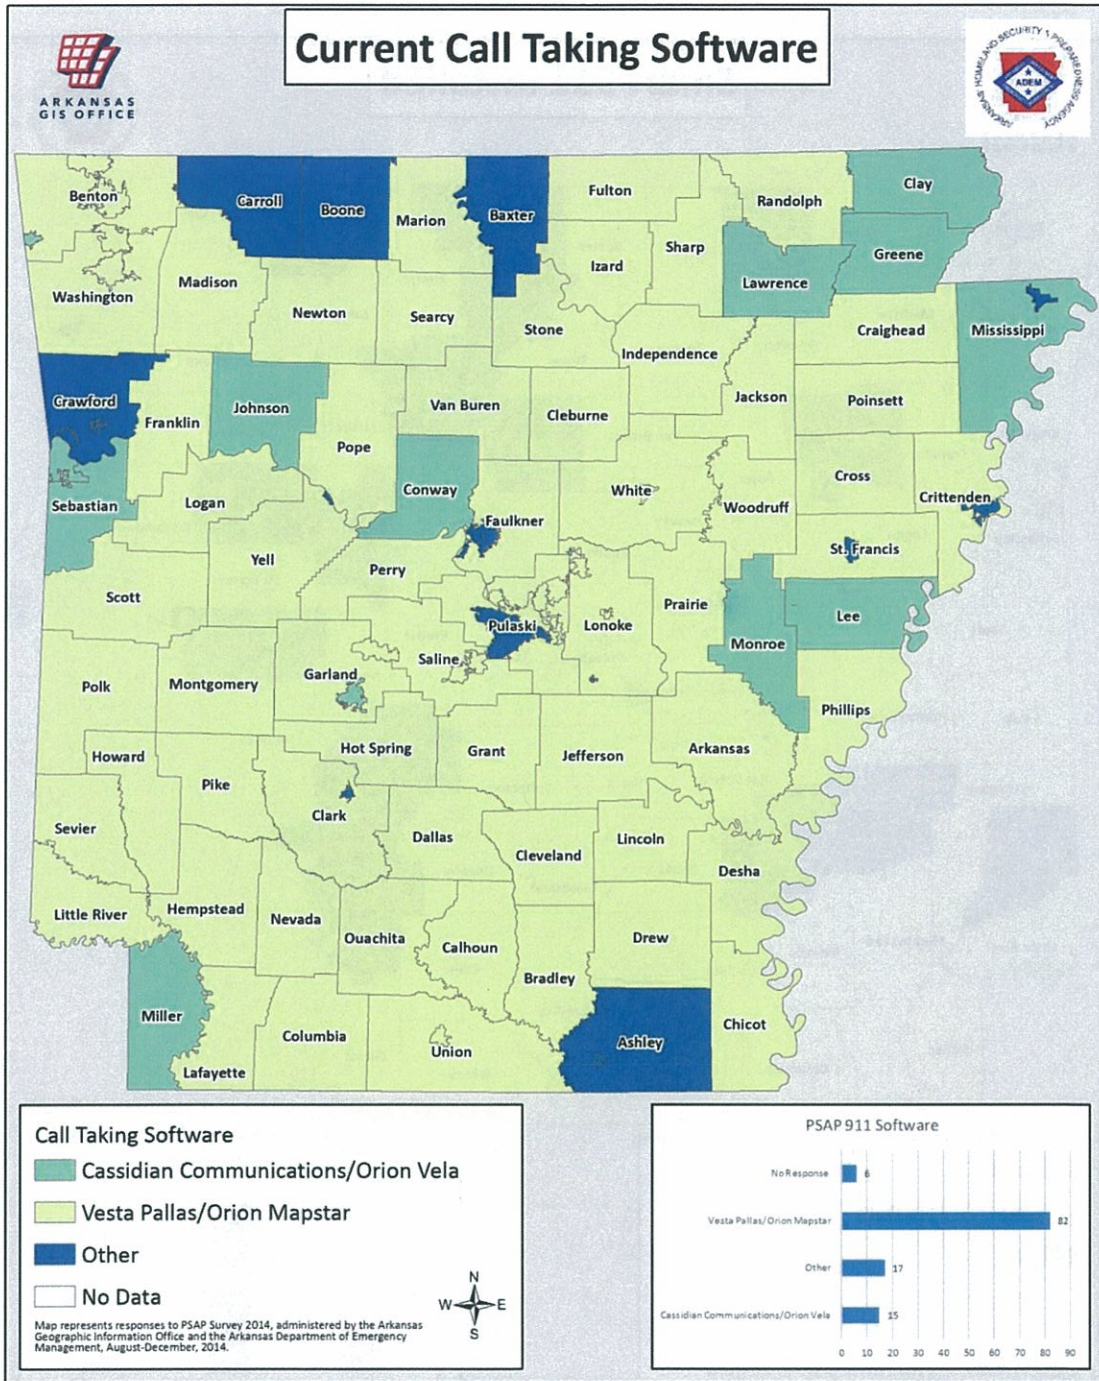 Current Call Taking Software
ARKANSAS
GIS OFFICE
ARKANSAS HOMELAND SECURITY & PREPAREDNESS AGENCY
ADEM
Benton
Carroll
Boone
Marion
Baxter
Fulton
Randolph
Clay
Sharp
Izard
Greene
Lawrence
Madison
Washington
Newton
Searcy
Stone
Independence
Craighead
Mississippi
Crawford
Franklin
Johnson
Van Buren
Cleburne
Jackson
Poinsett
Pope
Conway
White
Cross
Crittenden
Sebastian
Logan
Woodruff
Faulkner
St. Francis
Yell
Perry
Scott
Prairie
Lee
Pulaski
Lonoke
Monroe
Saline
Garland
Polk
Montgomery
Phillips
Howard
Hot Spring
Grant
Jefferson
Arkansas
Pike
Clark
Sevier
Dallas
Cleveland
Lincoln
Desha
Little River
Hempstead
Nevada
Ouachita
Calhoun
Drew
Bradley
Miller
Columbia
Union
Ashley
Chicot
Lafayette
Call Taking Software
Cassidian Communications/Orion Vela
Vesta Pallas/Orion Mapstar
Other
No Data
N
W E
S
Map represents responses to PSAP Survey 2014, administered by the Arkansas
Geographic Information Office and the Arkansas Department of Emergency
Management, August-December, 2014.
PSAP 911 Software
No Response 6
Vesta Pallas/Orion Mapstar 82
Other 17
Cassidian Communications/Orion Vela 15
0 10 20 30 40 50 60 70 80 90